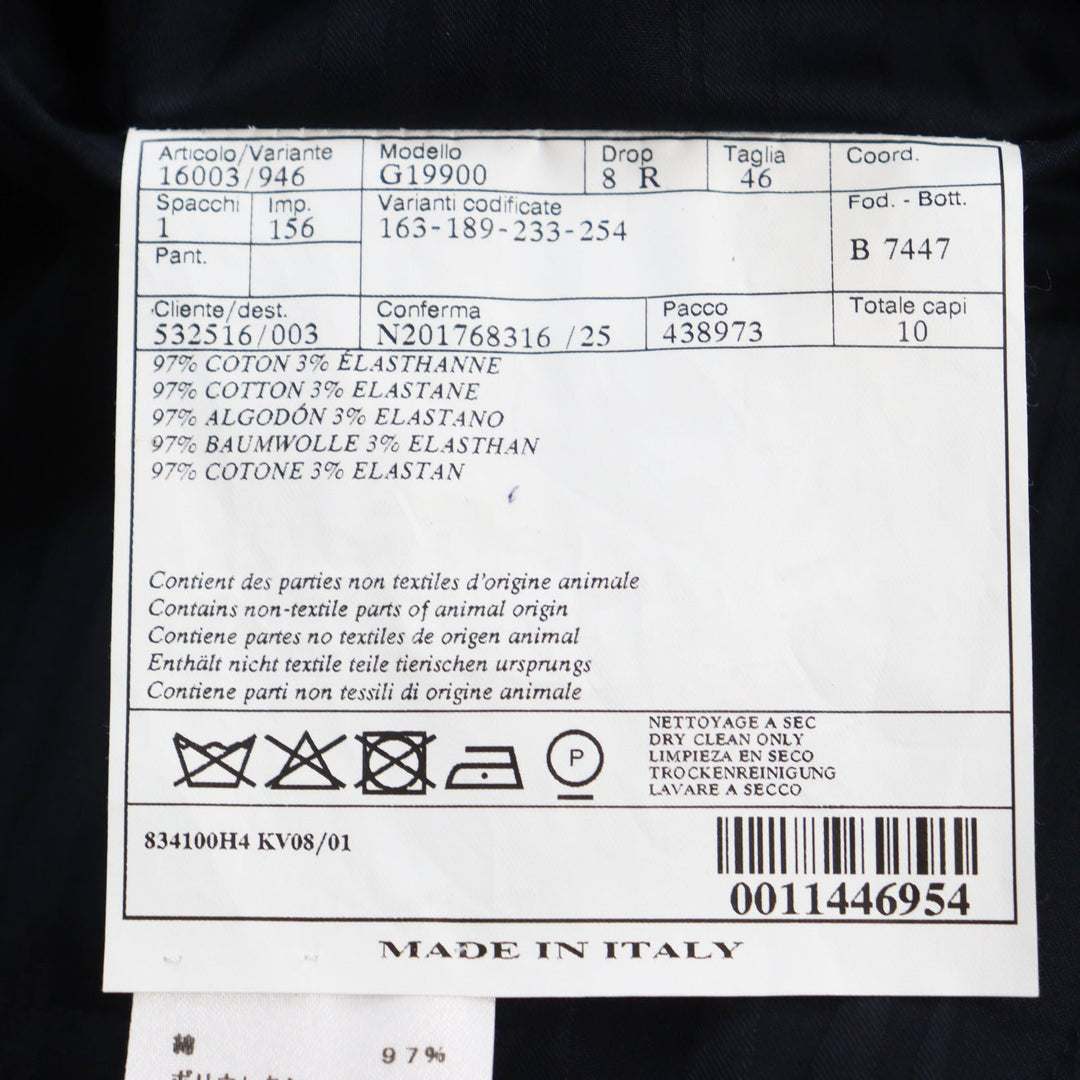 Articolo/Variante Modello Drop Taglia Coord.
16003/946 G19900 8 R 46
Spacchi Imp. Varianti codificate Fod. - Bott.
1 156 163-189-233-254
B 7447
Pant.
Cliente/dest. Conferma Pacco Totale capi
532516/003 N201768316 /25 438973 10
97% COTON 3% ÉLASTHANNE
97% COTTON 3% ELASTANE
97% ALGODÓN 3% ELASTANO
97% BAUMWOLLE 3% ELASTHAN
97% COTONE 3% ELASTAN
Contient des parties non textiles d'origine animale
Contains non-textile parts of animal origin
Contiene partes no textiles de origen animal
Enthält nicht textile teile tierischen ursprungs
Contiene parti non tessili di origine animale
P
NETTOYAGE A SEC
DRY CLEAN ONLY
LIMPIEZA EN SECO
TROCKENREINIGUNG
LAVARE A SECCO
834100H4 KV08/01
0011446954
MADE IN ITALY
綿 97%